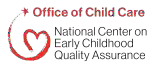 Office of Child Care
National Center on
Early Childhood
Quality Assurance